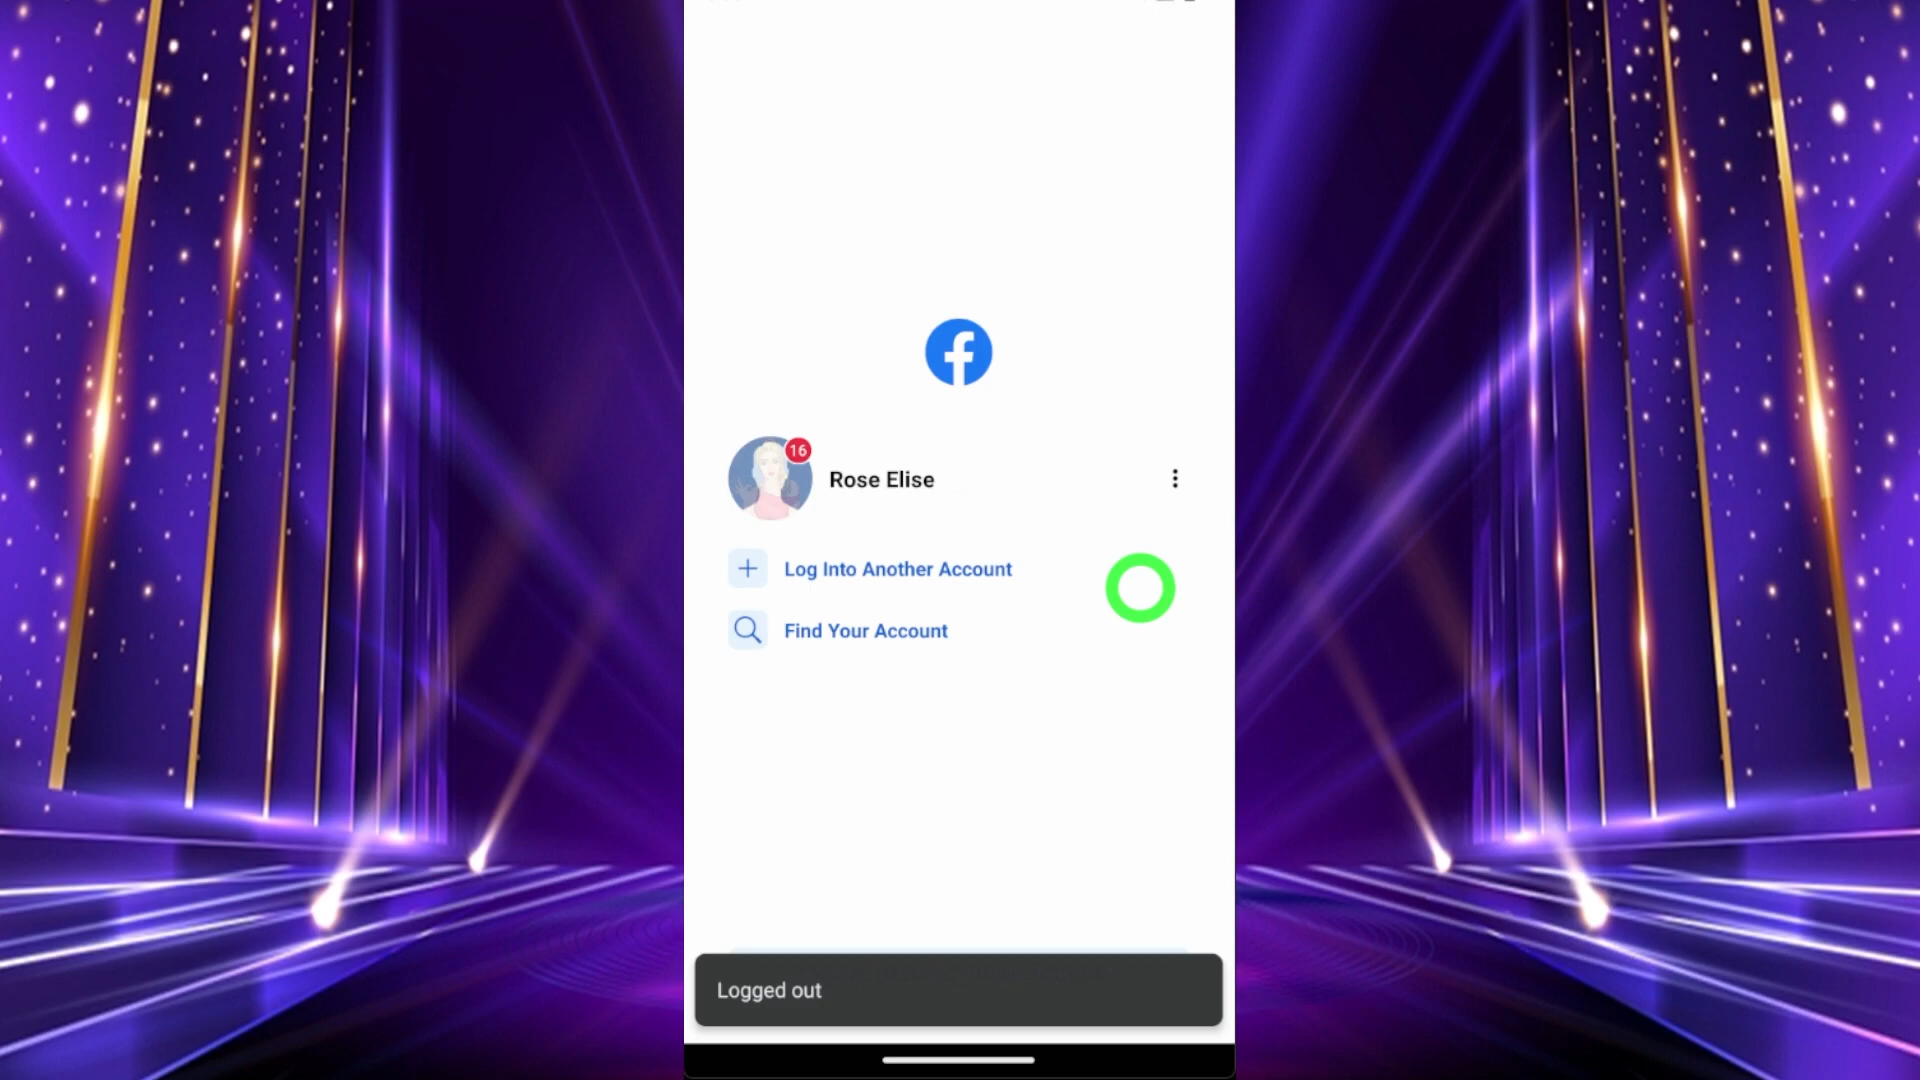 16
Rose Elise
Log Into Another Account
Find Your Account
Logged out